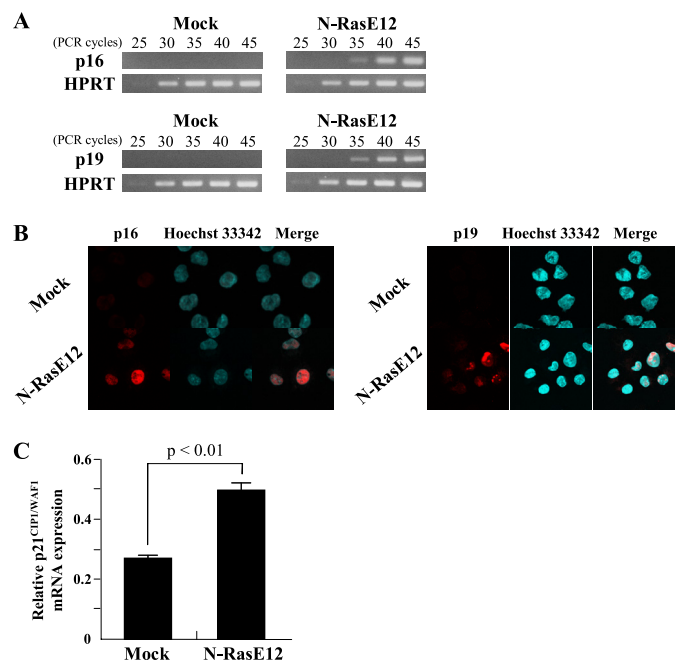 A
Mock N-RasE12
(PCR cycles) 25 30 35 40 45 25 30 35 40 45
p16
HPRT
Mock N-RasE12
(PCR cycles) 25 30 35 40 45 25 30 35 40 45
p19
HPRT
B
p16 Hoechst 33342 Merge p19 Hoechst 33342 Merge
Mock Mock
N-RasE12 N-RasE12
C
p < 0.01
0.6
0.4
0.2
0
Relative p21CIP1/WAF1
mRNA expression
Mock N-RasE12